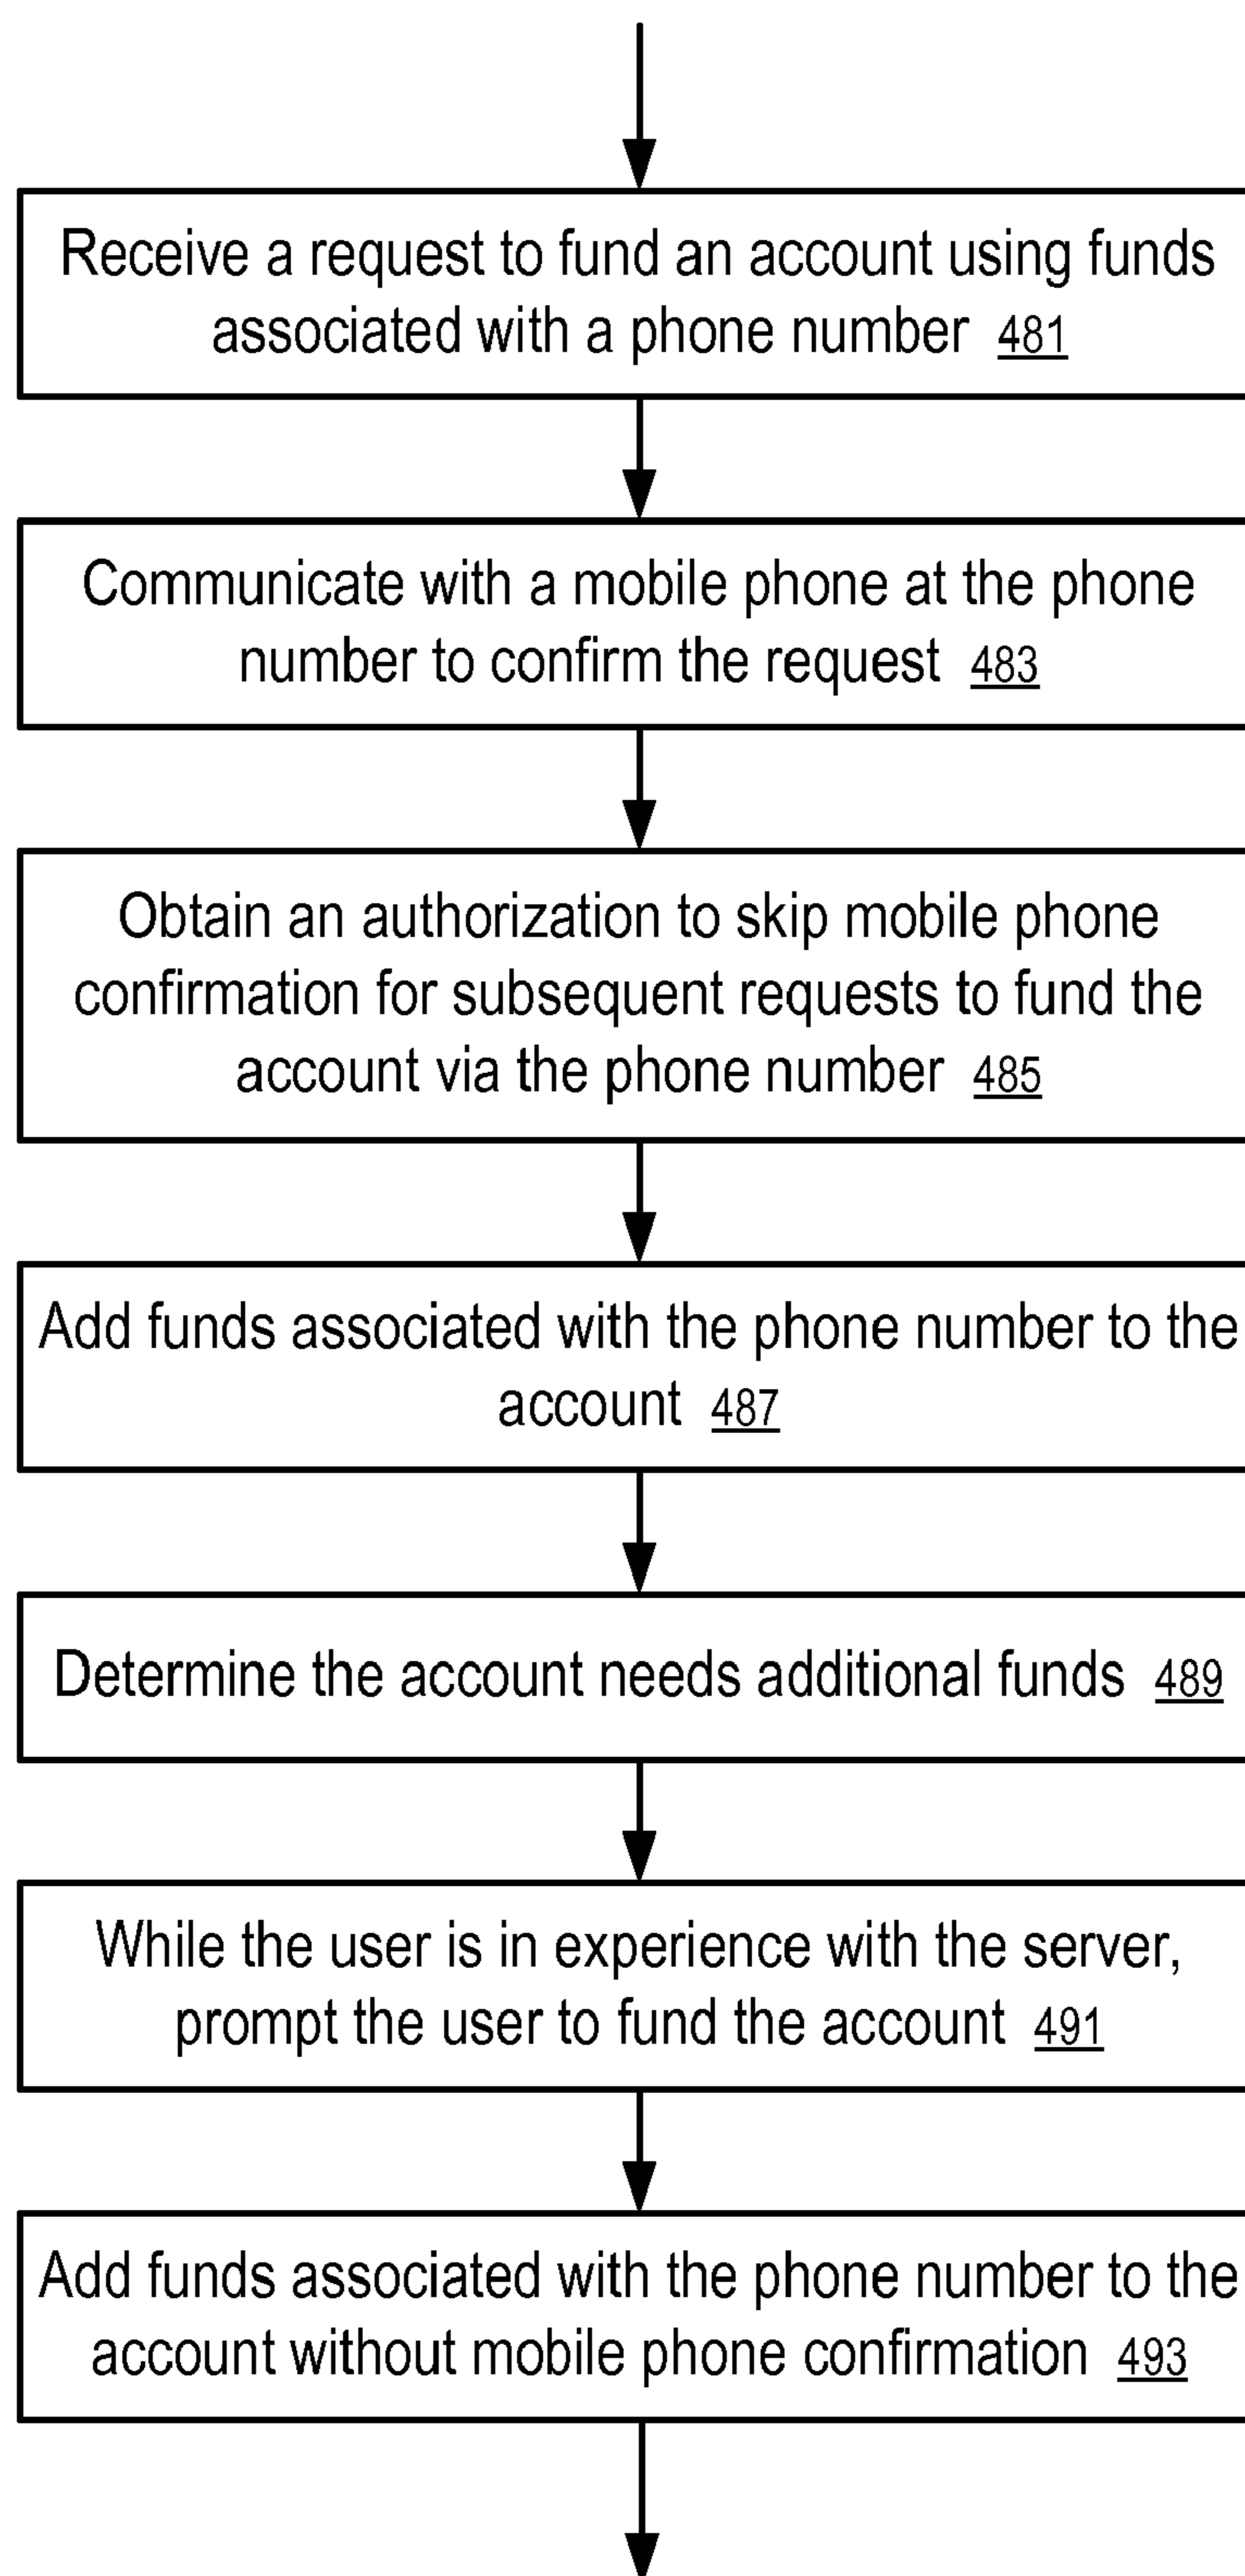 Receive a request to fund an account using funds
associated with a phone number 481
Communicate with a mobile phone at the phone
number to confirm the request 483
Obtain an authorization to skip mobile phone
confirmation for subsequent requests to fund the
account via the phone number 485
Add funds associated with the phone number to the
account 487
Determine the account needs additional funds 489
While the user is in experience with the server,
prompt the user to fund the account 491
Add funds associated with the phone number to the
account without mobile phone confirmation 493